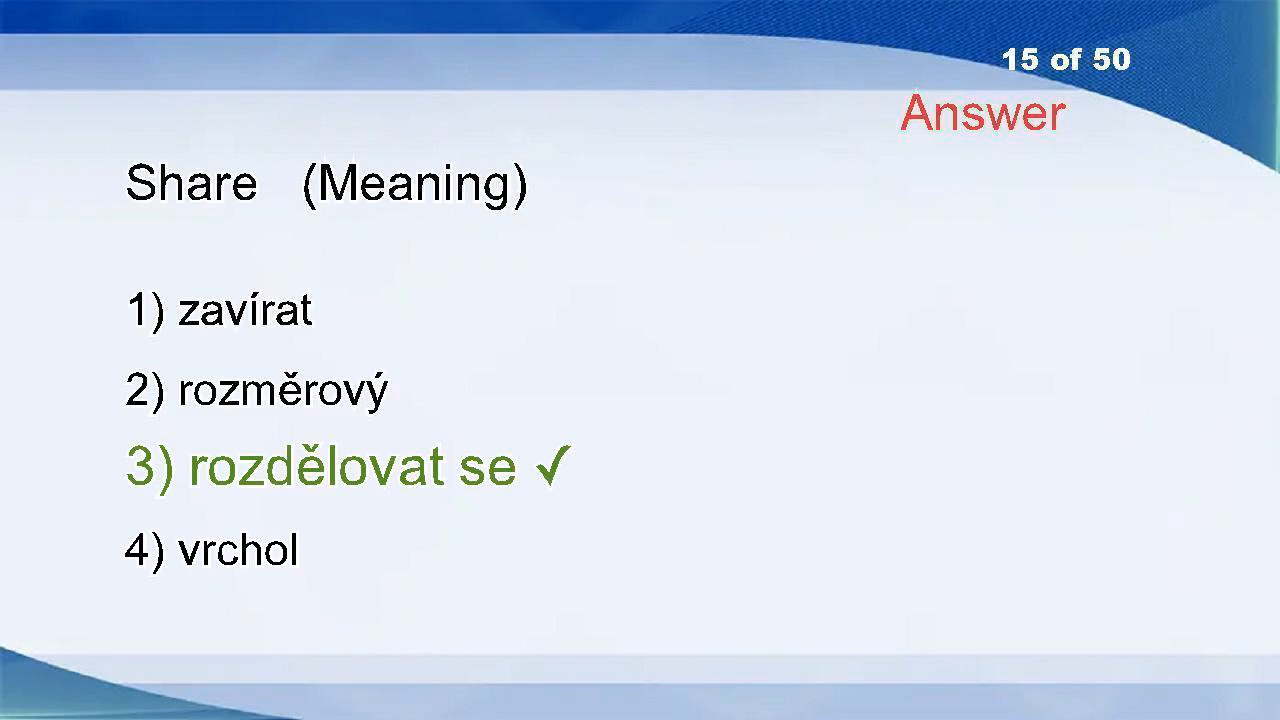 15 of 50
Answer
Share (Meaning)
1) zavírat
2) rozměrový
3) rozdělovat se ✓
4) vrchol